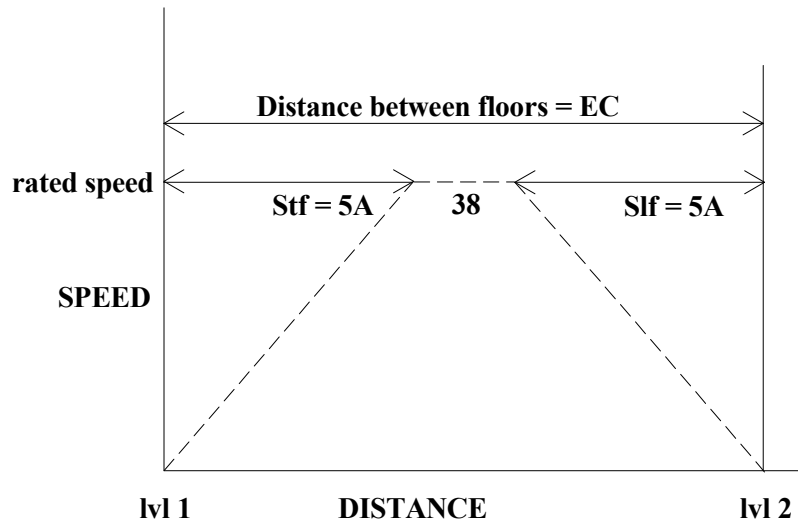 Distance between floors = EC
rated speed
Stf = 5A
38
Slf = 5A
SPEED
lvl 1
DISTANCE
lvl 2